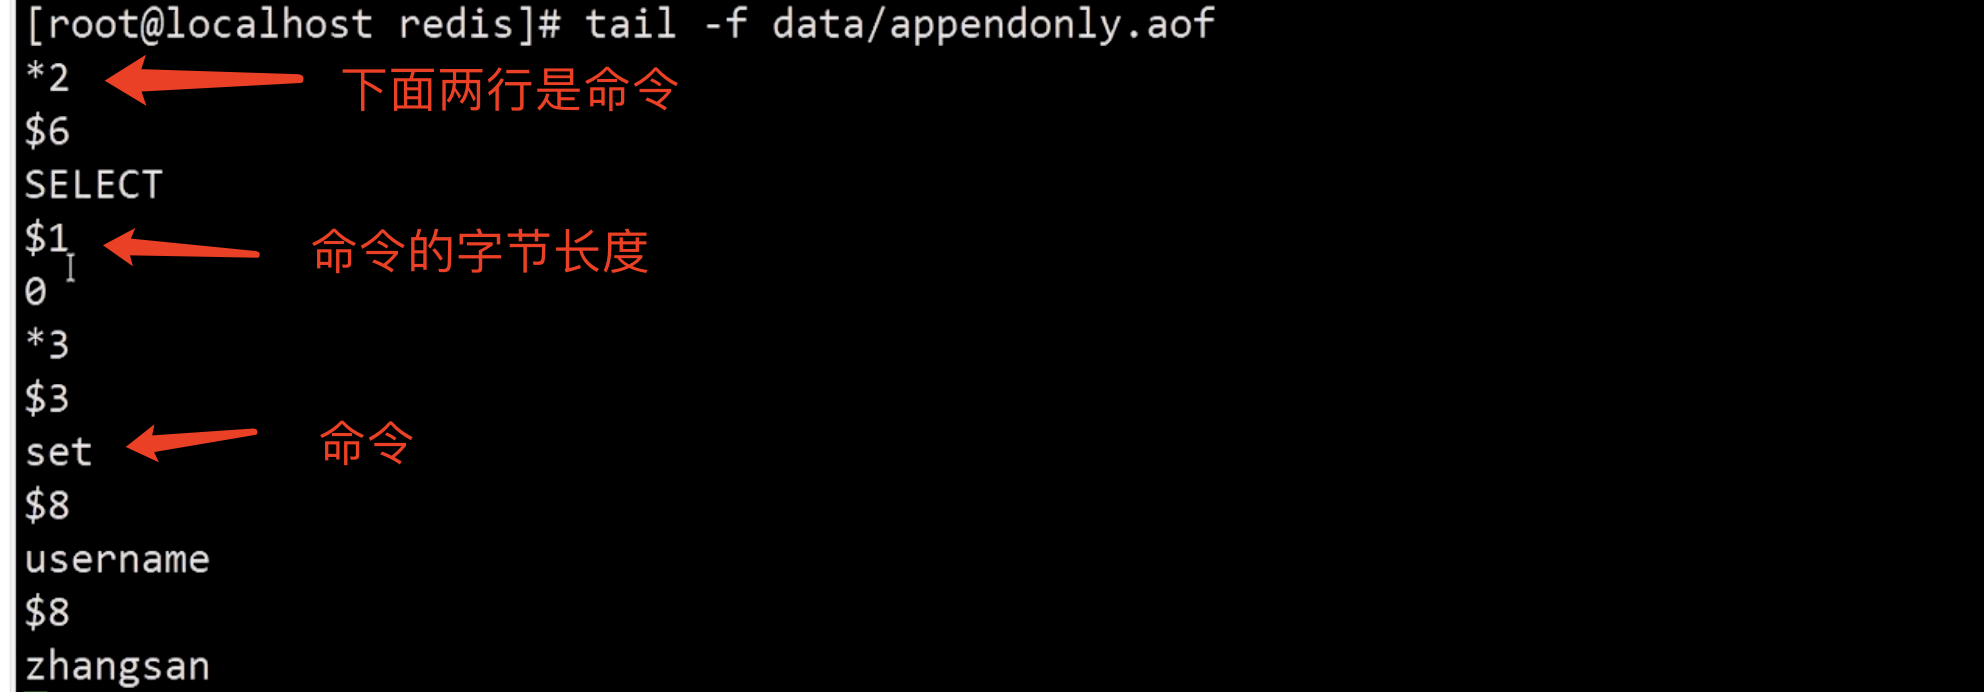 [root@localhost redis]# tail -f data/appendonly.aof
*2 下面两行是命令
$6
SELECT
$1 命令的字节长度
0
*3
$3
set 命令
$8
username
$8
zhangsan